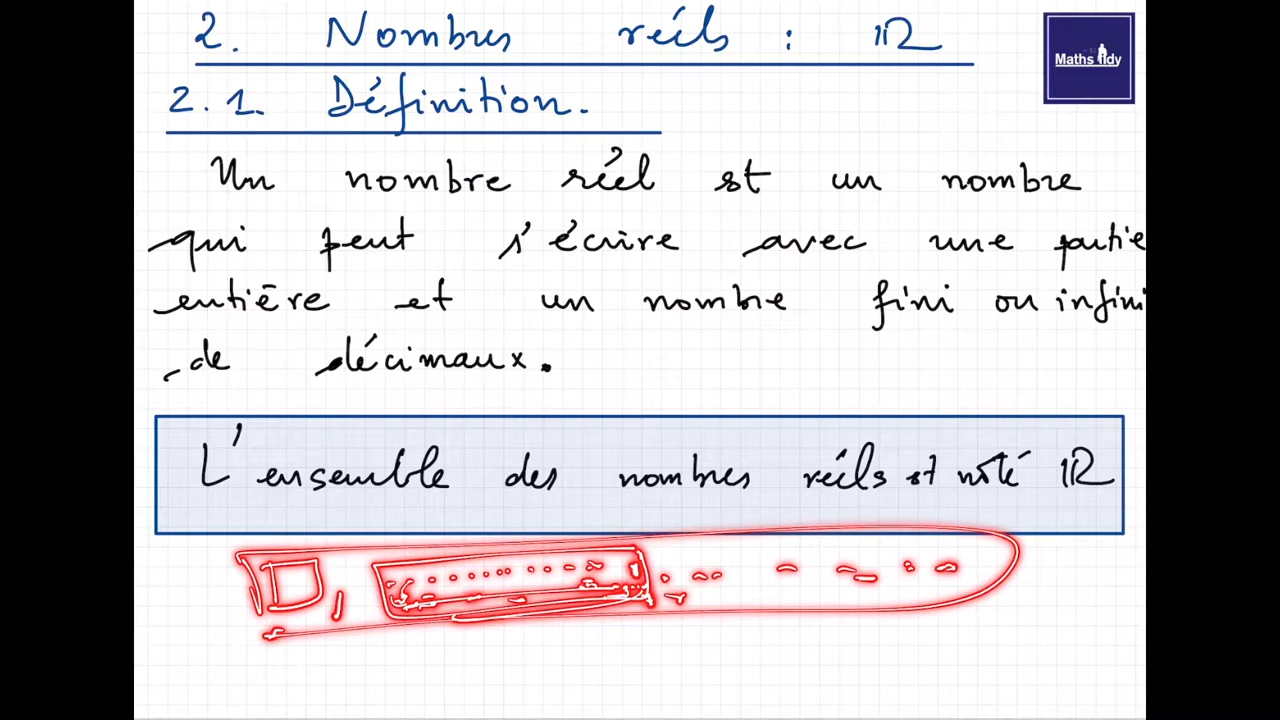 2. Nombres réels : ℝ
Maths Idy
2.1. Définition.
Un nombre réel est un nombre
qui peut s'écrire avec une partie
entière et un nombre fini ou infini
de décimaux.
L'ensemble des nombres réels est noté ℝ